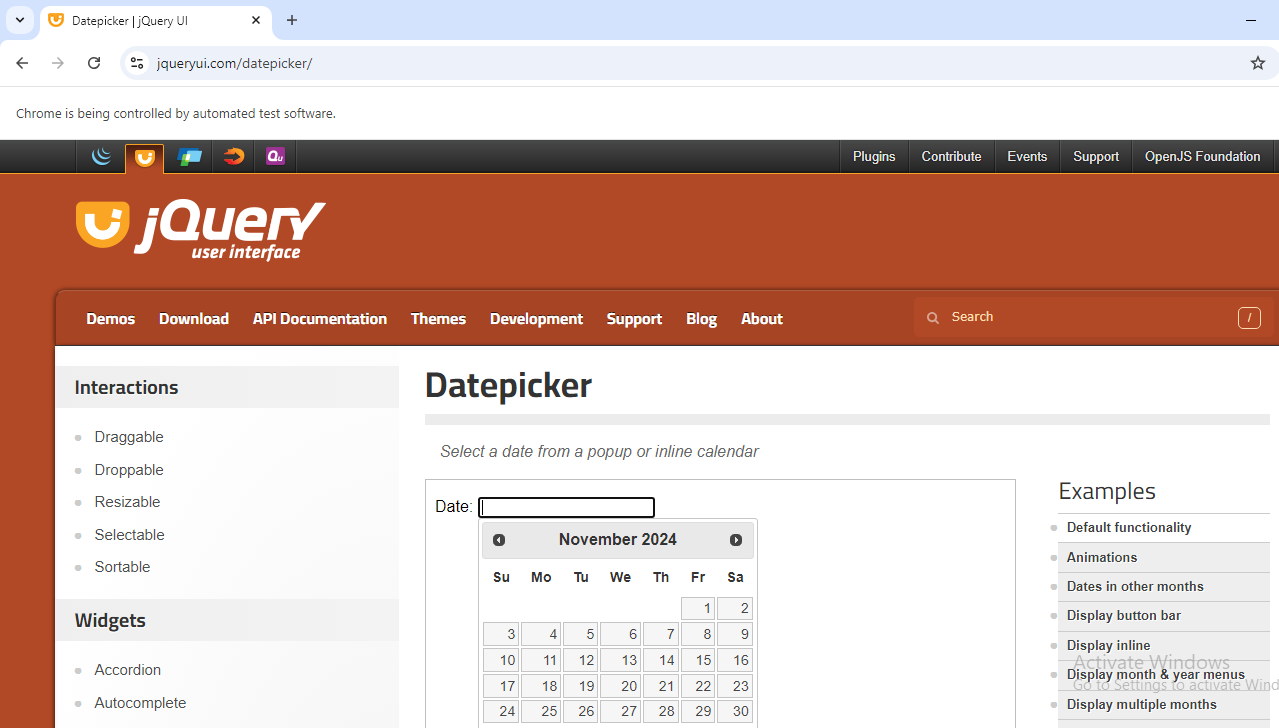 Datepicker | jQuery UI
jqueryui.com/datepicker/
Chrome is being controlled by automated test software.
Qu
Plugins Contribute Events Support OpenJS Foundation
jQuery
user interface
Demos Download API Documentation Themes Development Support Blog About Search /
Interactions
Draggable
Droppable
Resizable
Selectable
Sortable
Widgets
Accordion
Autocomplete
Datepicker
Select a date from a popup or inline calendar
Date:
November 2024
Su Mo Tu We Th Fr Sa
1 2
3 4 5 6 7 8 9
10 11 12 13 14 15 16
17 18 19 20 21 22 23
24 25 26 27 28 29 30
Examples
Default functionality
Animations
Dates in other months
Display button bar
Display inline
Display month & year menus
Display multiple months
Activate Windows
Go to Settings to activate Wind